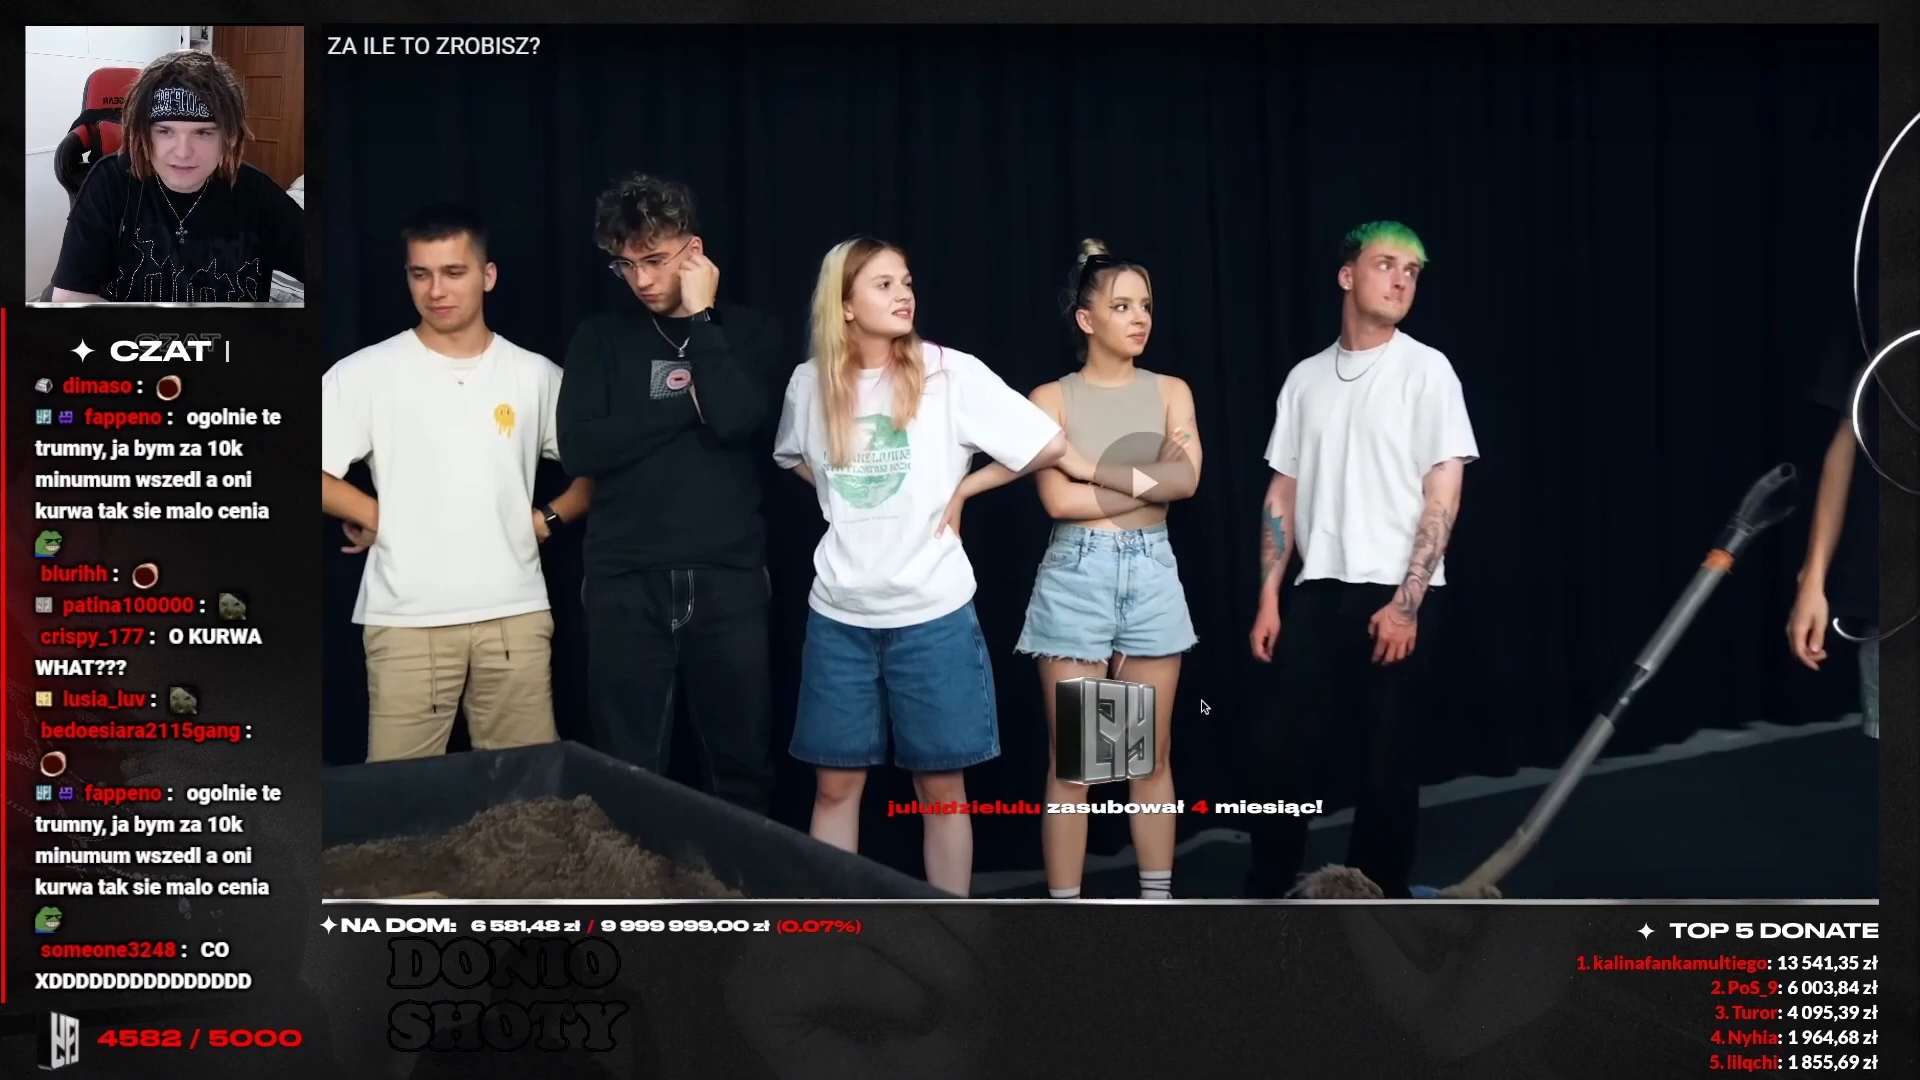 ZA ILE TO ZROBISZ?
CZAT |
dimaso :
fappeno : ogolnie te
trumny, ja bym za 10k
minumum wszedl a oni
kurwa tak sie malo cenia
blurihh :
patina100000 :
crispy_177 : O KURWA
WHAT???
lusia_luv :
bedoesiara2115gang :
fappeno : ogolnie te
trumny, ja bym za 10k
minumum wszedl a oni
kurwa tak sie malo cenia
someone3248 : CO
XDDDDDDDDDDDDDDD
4582 / 5000
juluidzielulu zasubował 4 miesiąc!
NA DOM: 6 581,48 zł / 9 999 999,00 zł (0.07%)
DONIO
SHOTY
TOP 5 DONATE
1. kalinafankamultiego: 13 541,35 zł
2. PoS_9: 6 003,84 zł
3. Turor: 4 095,39 zł
4. Nyhia: 1 964,68 zł
5. lilqchi: 1 855,69 zł